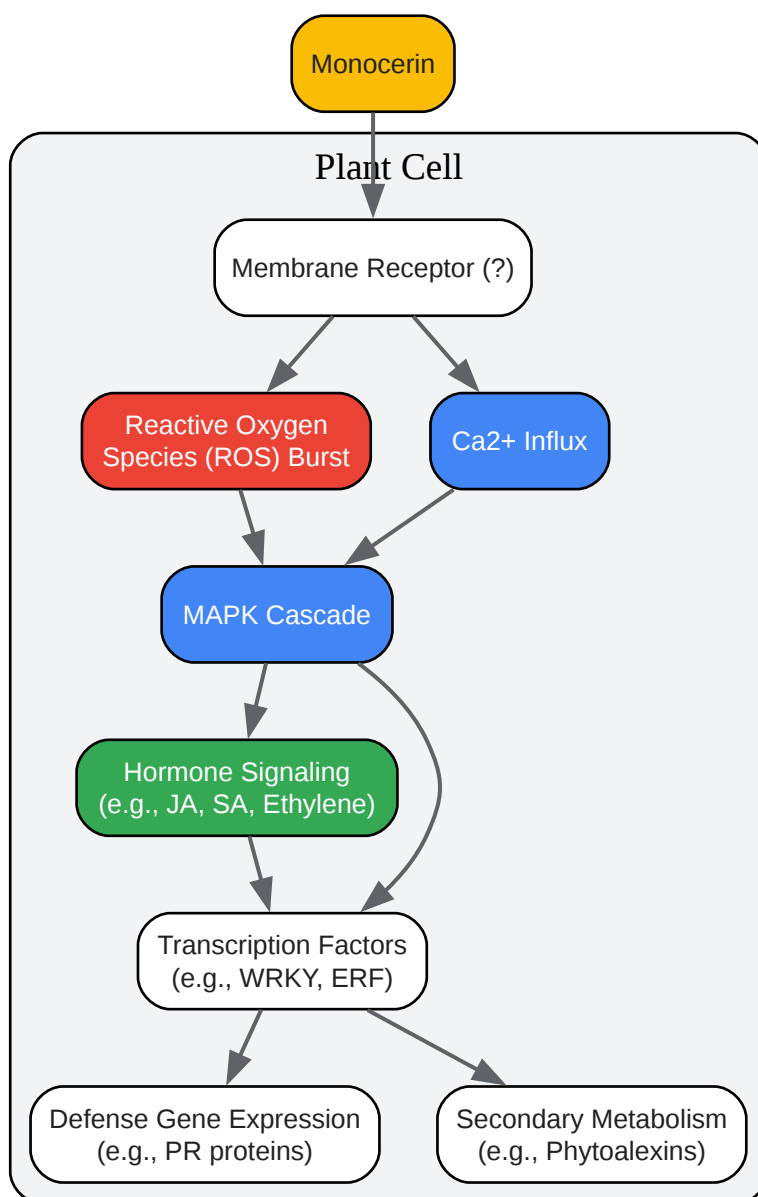 Monocerin
Plant Cell
Membrane Receptor (?)
Reactive Oxygen
Species (ROS) Burst
Ca2+ Influx
MAPK Cascade
Hormone Signaling
(e.g., JA, SA, Ethylene)
Transcription Factors
(e.g., WRKY, ERF)
Defense Gene Expression
(e.g., PR proteins)
Secondary Metabolism
(e.g., Phytoalexins)